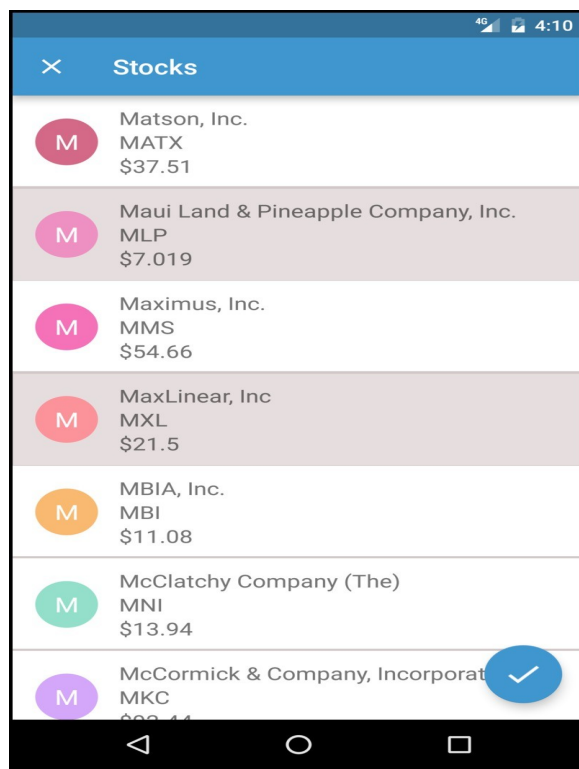 4G 4:10
Stocks
M
Matson, Inc.
MATX
$37.51
M
Maui Land & Pineapple Company, Inc.
MLP
$7.019
M
Maximus, Inc.
MMS
$54.66
M
MaxLinear, Inc
MXL
$21.5
M
MBIA, Inc.
MBI
$11.08
M
McClatchy Company (The)
MNI
$13.94
M
McCormick & Company, Incorporat
MKC